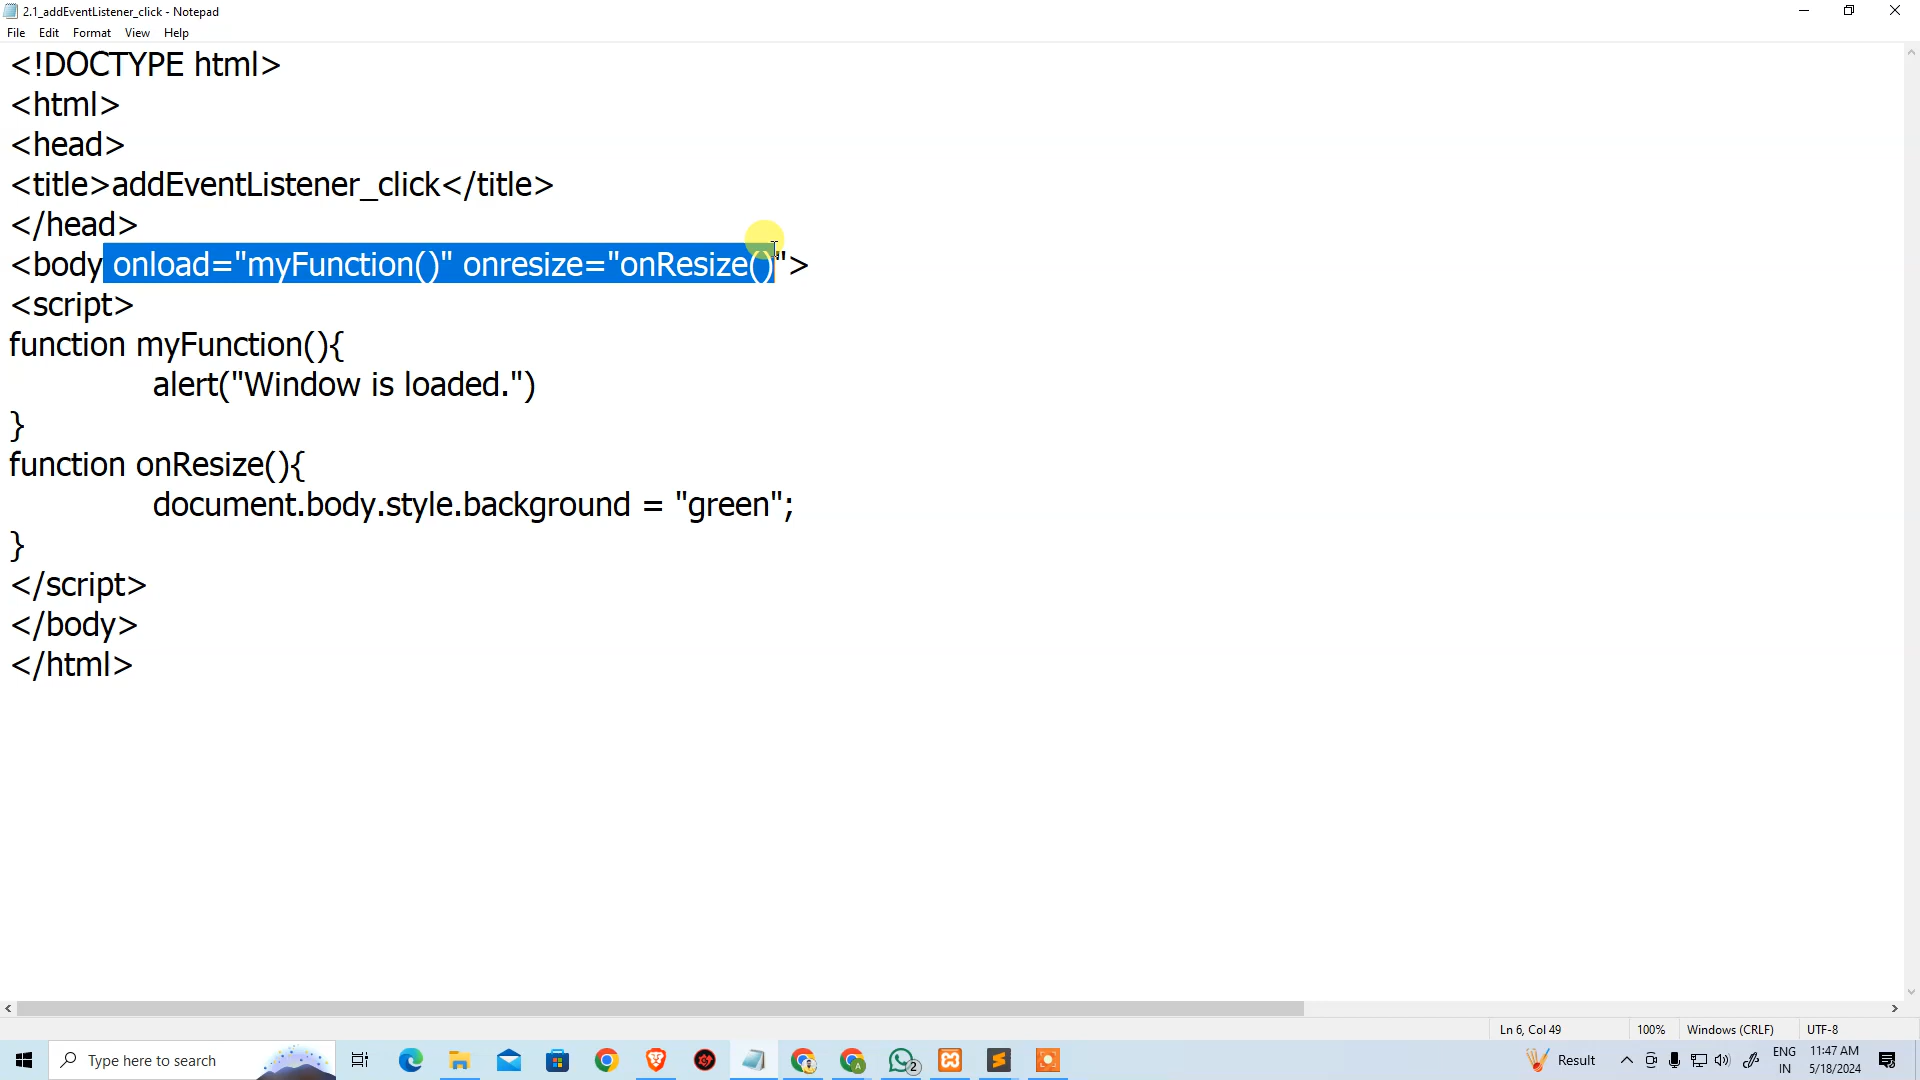 2.1_addEventListener_click - Notepad
File Edit Format View Help
<!DOCTYPE html>
<html>
<head>
<title>addEventListener_click</title>
</head>
<body onload="myFunction()" onresize="onResize()">
<script>
function myFunction(){
alert("Window is loaded.")
}
function onResize(){
document.body.style.background = "green";
}
</script>
</body>
</html>
Ln 6, Col 49 100% Windows (CRLF) UTF-8
Type here to search
Result
ENG
IN
11:47 AM
5/18/2024
2
A